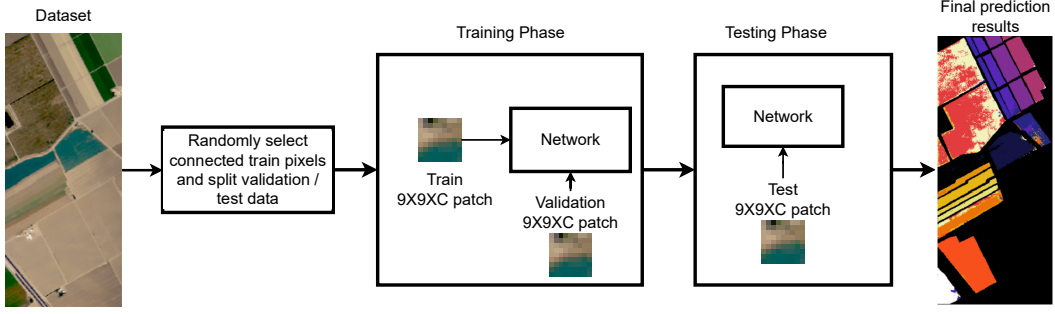 Dataset
Randomly select
connected train pixels
and split validation /
test data
Training Phase
Train
9X9XC patch
Network
Validation
9X9XC patch
Testing Phase
Network
Test
9X9XC patch
Final prediction
results